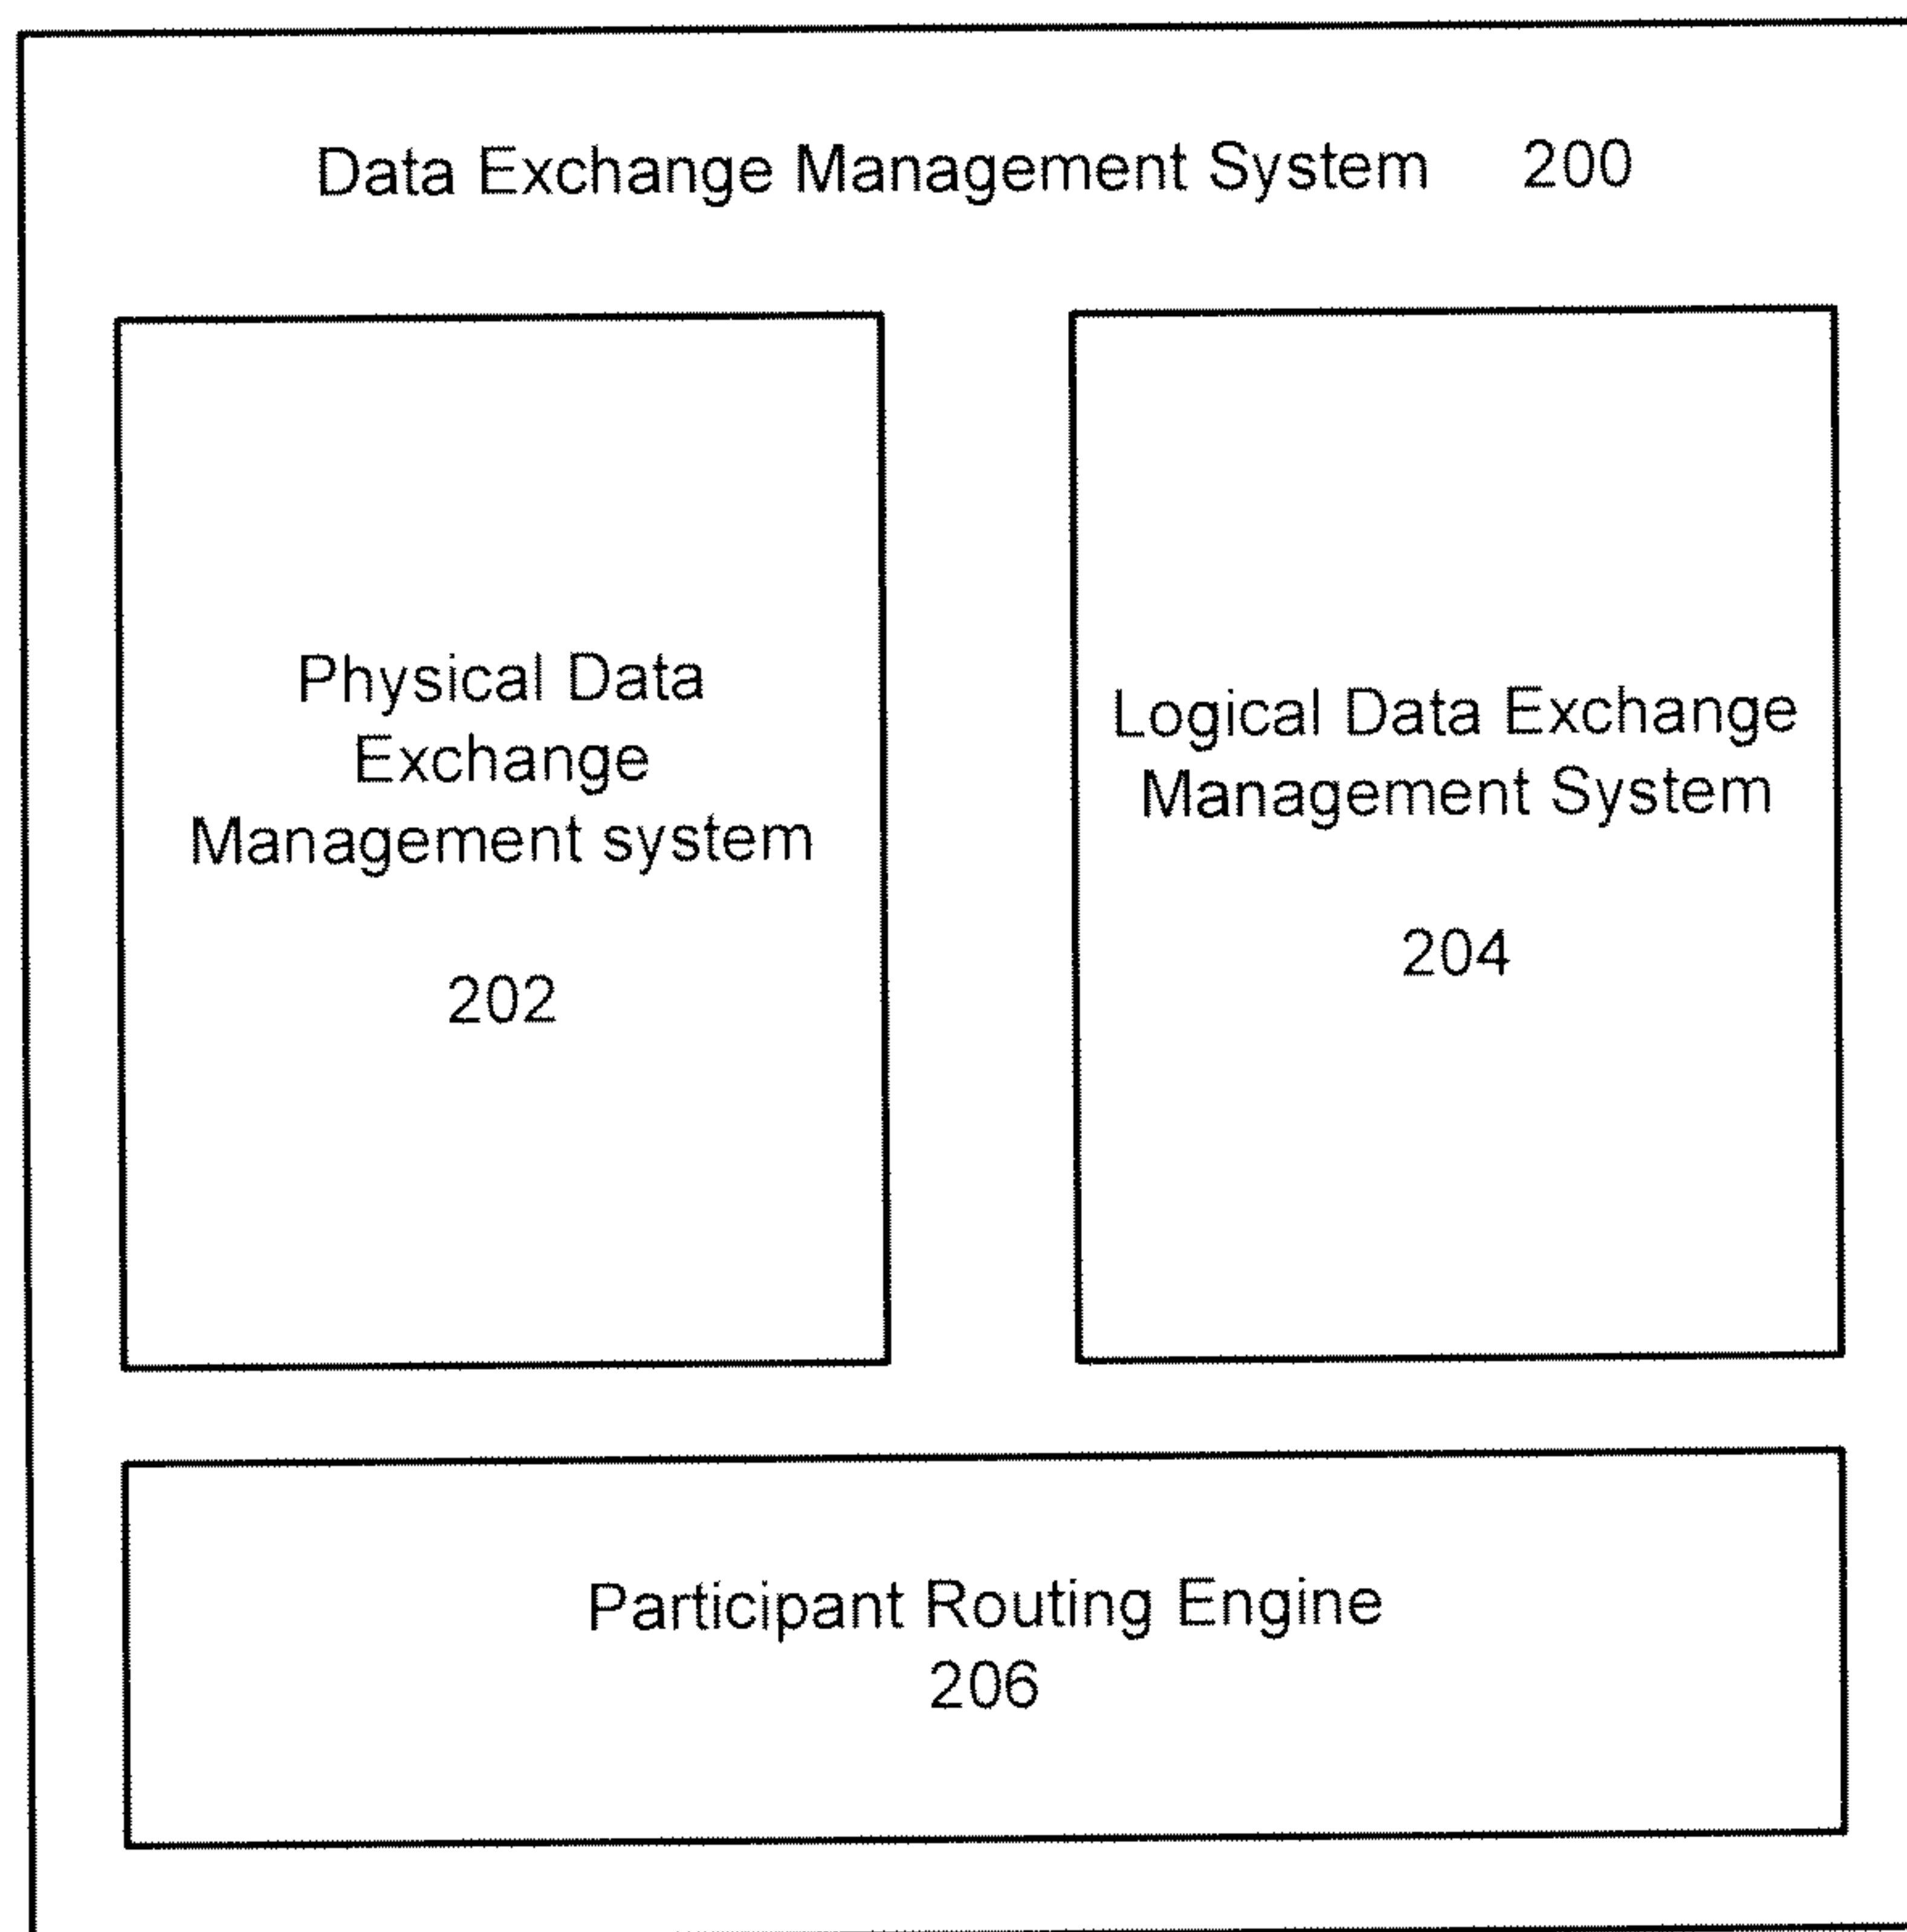 Data Exchange Management System 200
Physical Data
Exchange
Management system
202
Logical Data Exchange
Management System
204
Participant Routing Engine
206